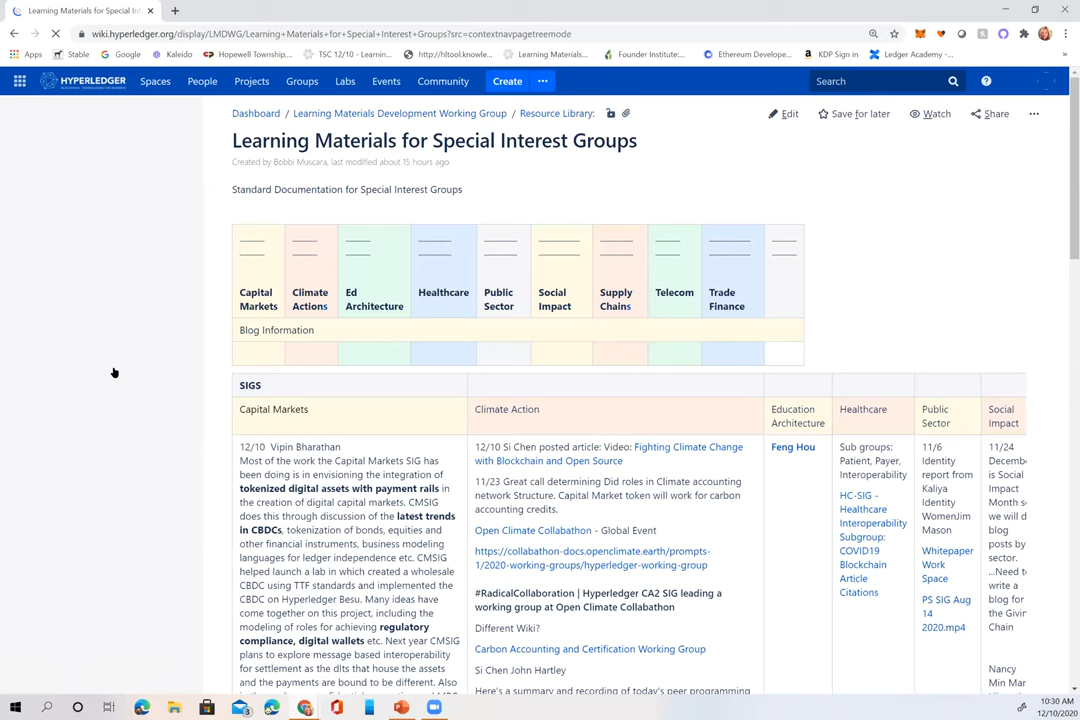 Learning Materials for Special Int
wiki.hyperledger.org/display/LMDWG/Learning+Materials+for+Special+Interest+Groups?src=contextnavpagetreemode
Apps Stable Google Kaleido Hopewell Township,... TSC 12/10 - Learnin... http://hltool.knowle... Learning Materials... Founder Institute:... Ethereum Develope... KDP Sign in Ledger Academy -... »
HYPERLEDGER Spaces People Projects Groups Labs Events Community Create ••• Search
Dashboard / Learning Materials Development Working Group / Resource Library: Edit Save for later Watch Share •••
Learning Materials for Special Interest Groups
Created by Bobbi Muscara, last modified about 15 hours ago
Standard Documentation for Special Interest Groups
Capital Markets
Climate Actions
Ed Architecture
Healthcare
Public Sector
Social Impact
Supply Chains
Telecom
Trade Finance
Blog Information
SIGS
Capital Markets
Climate Action
Education Architecture
Healthcare
Public Sector
Social Impact
12/10 Vipin Bharathan
Most of the work the Capital Markets SIG has
been doing is in envisioning the integration of
tokenized digital assets with payment rails in
the creation of digital capital markets. CMSIG
does this through discussion of the latest trends
in CBDCs, tokenization of bonds, equities and
other financial instruments, business modeling
languages for ledger independence etc. CMSIG
helped launch a lab in which created a wholesale
CBDC using TTF standards and implemented the
CBDC on Hyperledger Besu. Many ideas have
come together on this project, including the
modeling of roles for achieving regulatory
compliance, digital wallets etc. Next year CMSIG
plans to explore message based interoperability
for settlement as the dlts that house the assets
and the payments are bound to be different. Also
12/10 Si Chen posted article: Video: Fighting Climate Change
with Blockchain and Open Source
11/23 Great call determining Did roles in Climate accounting
network Structure. Capital Market token will work for carbon
accounting credits.
Open Climate Collabathon - Global Event
https://collabathon-docs.openclimate.earth/prompts-
1/2020-working-groups/hyperledger-working-group
#RadicalCollaboration | Hyperledger CA2 SIG leading a
working group at Open Climate Collabathon
Different Wiki?
Carbon Accounting and Certification Working Group
Si Chen John Hartley
Here's a summary and recording of today's peer programming
Feng Hou
Sub groups:
Patient, Payer,
Interoperability
HC-SIG -
Healthcare
Interoperability
Subgroup:
COVID19
Blockchain
Article
Citations
11/6
Identity
report from
Kaliya
Identity
WomenJim
Mason
Whitepaper
Work
Space
PS SIG Aug
14
2020.mp4
11/24
Decembe
is Social
Impact
Month s
we will d
blog
posts by
sector.
...Need t
write a
blog for
the Givin
Chain
Nancy
Min Mar
10:30 AM
12/10/2020